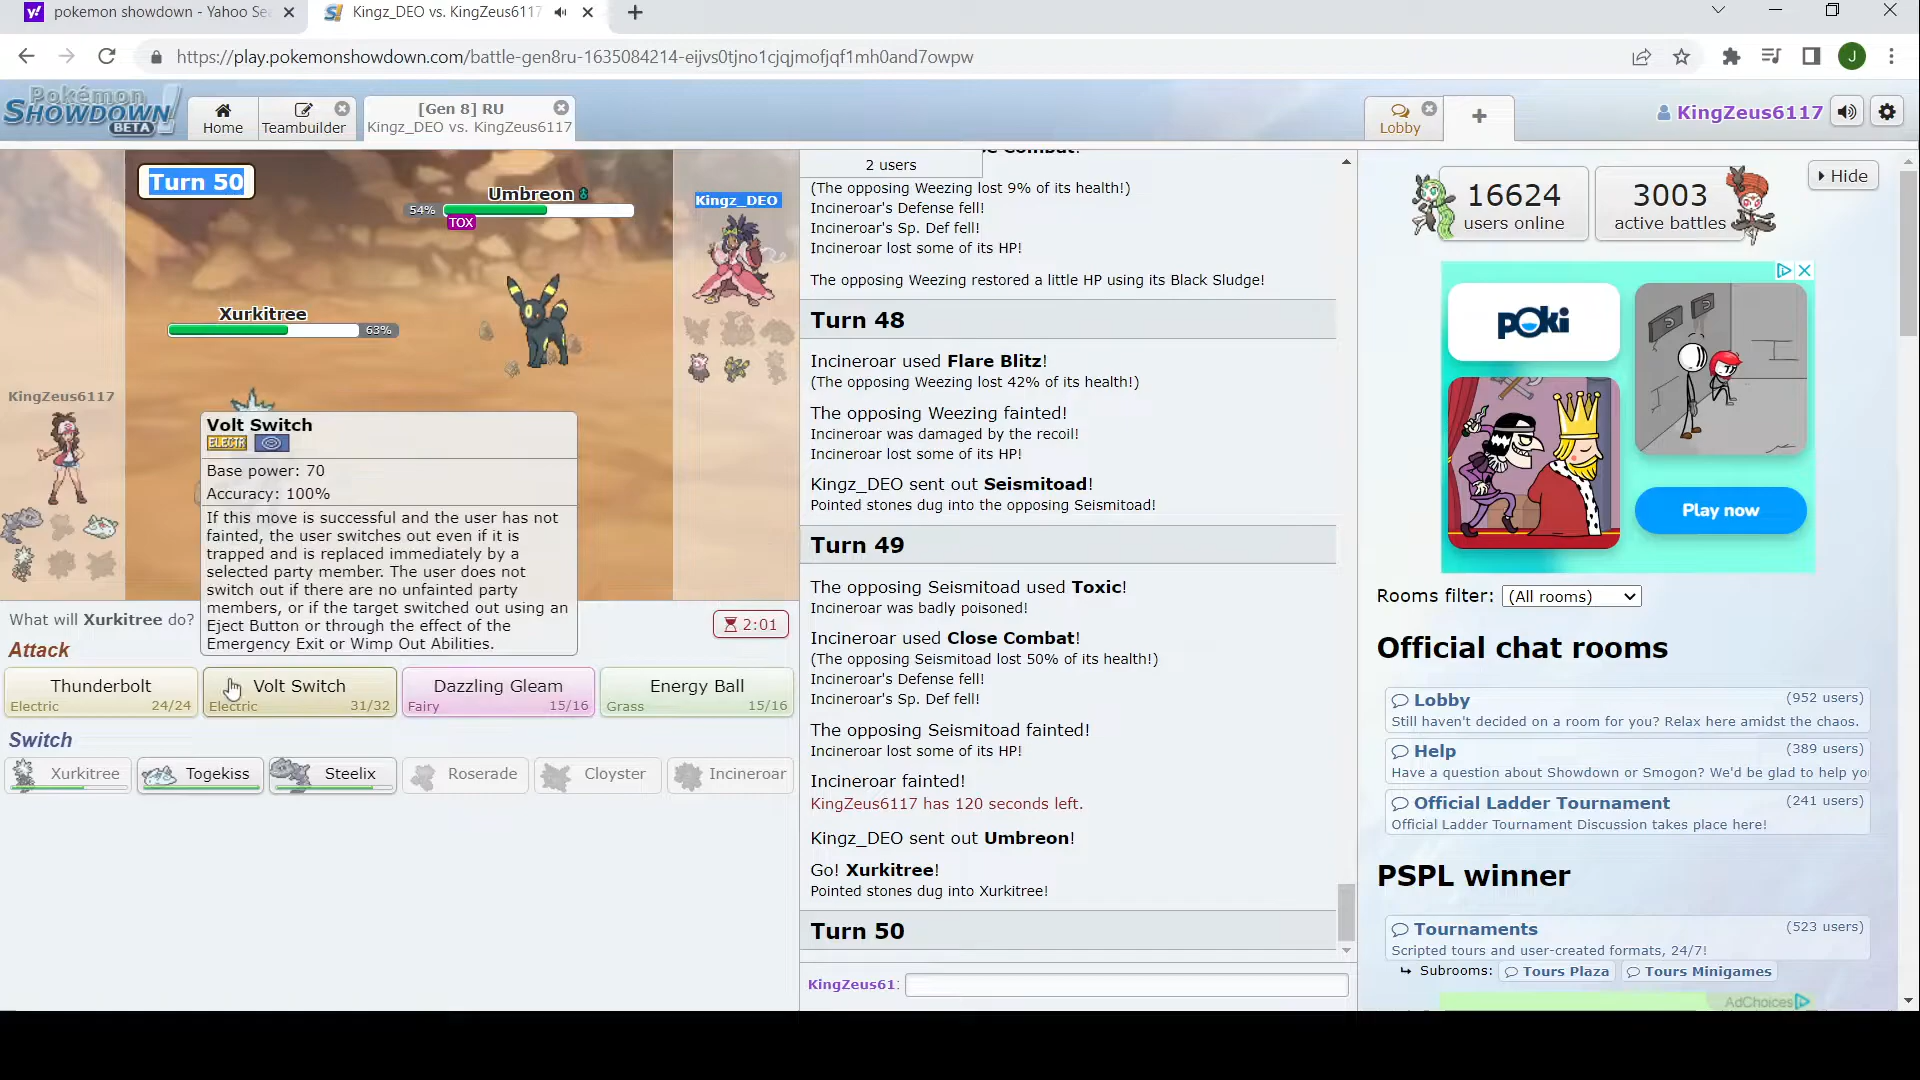 pokemon showdown - Yahoo Sea
Kingz_DEO vs. KingZeus6117
https://play.pokemonshowdown.com/battle-gen8ru-1635084214-eijvs0tjno1cjqjmofjqf1mh0and7owpw
J
Pokémon
SHOWDOWN!
BETA
Home
Teambuilder
[Gen 8] RU
Kingz_DEO vs. KingZeus6117
Lobby
KingZeus6117
Turn 50
Umbreon
54%
TOX
Kingz_DEO
Xurkitree
63%
KingZeus6117
Volt Switch
ELECTR
Base power: 70
Accuracy: 100%
If this move is successful and the user has not
fainted, the user switches out even if it is
trapped and is replaced immediately by a
selected party member. The user does not
switch out if there are no unfainted party
members, or if the target switched out using an
Eject Button or through the effect of the
Emergency Exit or Wimp Out Abilities.
What will Xurkitree do?
2:01
Attack
Thunderbolt
Electric 24/24
Volt Switch
Electric 31/32
Dazzling Gleam
Fairy 15/16
Energy Ball
Grass 15/16
Switch
Xurkitree
Togekiss
Steelix
Roserade
Cloyster
Incineroar
2 users
(The opposing Weezing lost 9% of its health!)
Incineroar's Defense fell!
Incineroar's Sp. Def fell!
Incineroar lost some of its HP!
The opposing Weezing restored a little HP using its Black Sludge!
Turn 48
Incineroar used Flare Blitz!
(The opposing Weezing lost 42% of its health!)
The opposing Weezing fainted!
Incineroar was damaged by the recoil!
Incineroar lost some of its HP!
Kingz_DEO sent out Seismitoad!
Pointed stones dug into the opposing Seismitoad!
Turn 49
The opposing Seismitoad used Toxic!
Incineroar was badly poisoned!
Incineroar used Close Combat!
(The opposing Seismitoad lost 50% of its health!)
Incineroar's Defense fell!
Incineroar's Sp. Def fell!
The opposing Seismitoad fainted!
Incineroar lost some of its HP!
Incineroar fainted!
KingZeus6117 has 120 seconds left.
Kingz_DEO sent out Umbreon!
Go! Xurkitree!
Pointed stones dug into Xurkitree!
Turn 50
KingZeus61:
16624
users online
3003
active battles
Hide
poki
Play now
Rooms filter: (All rooms)
Official chat rooms
Lobby (952 users)
Still haven't decided on a room for you? Relax here amidst the chaos.
Help (389 users)
Have a question about Showdown or Smogon? We'd be glad to help yo
Official Ladder Tournament (241 users)
Official Ladder Tournament Discussion takes place here!
PSPL winner
Tournaments (523 users)
Scripted tours and user-created formats, 24/7!
Subrooms: Tours Plaza Tours Minigames
AdChoices